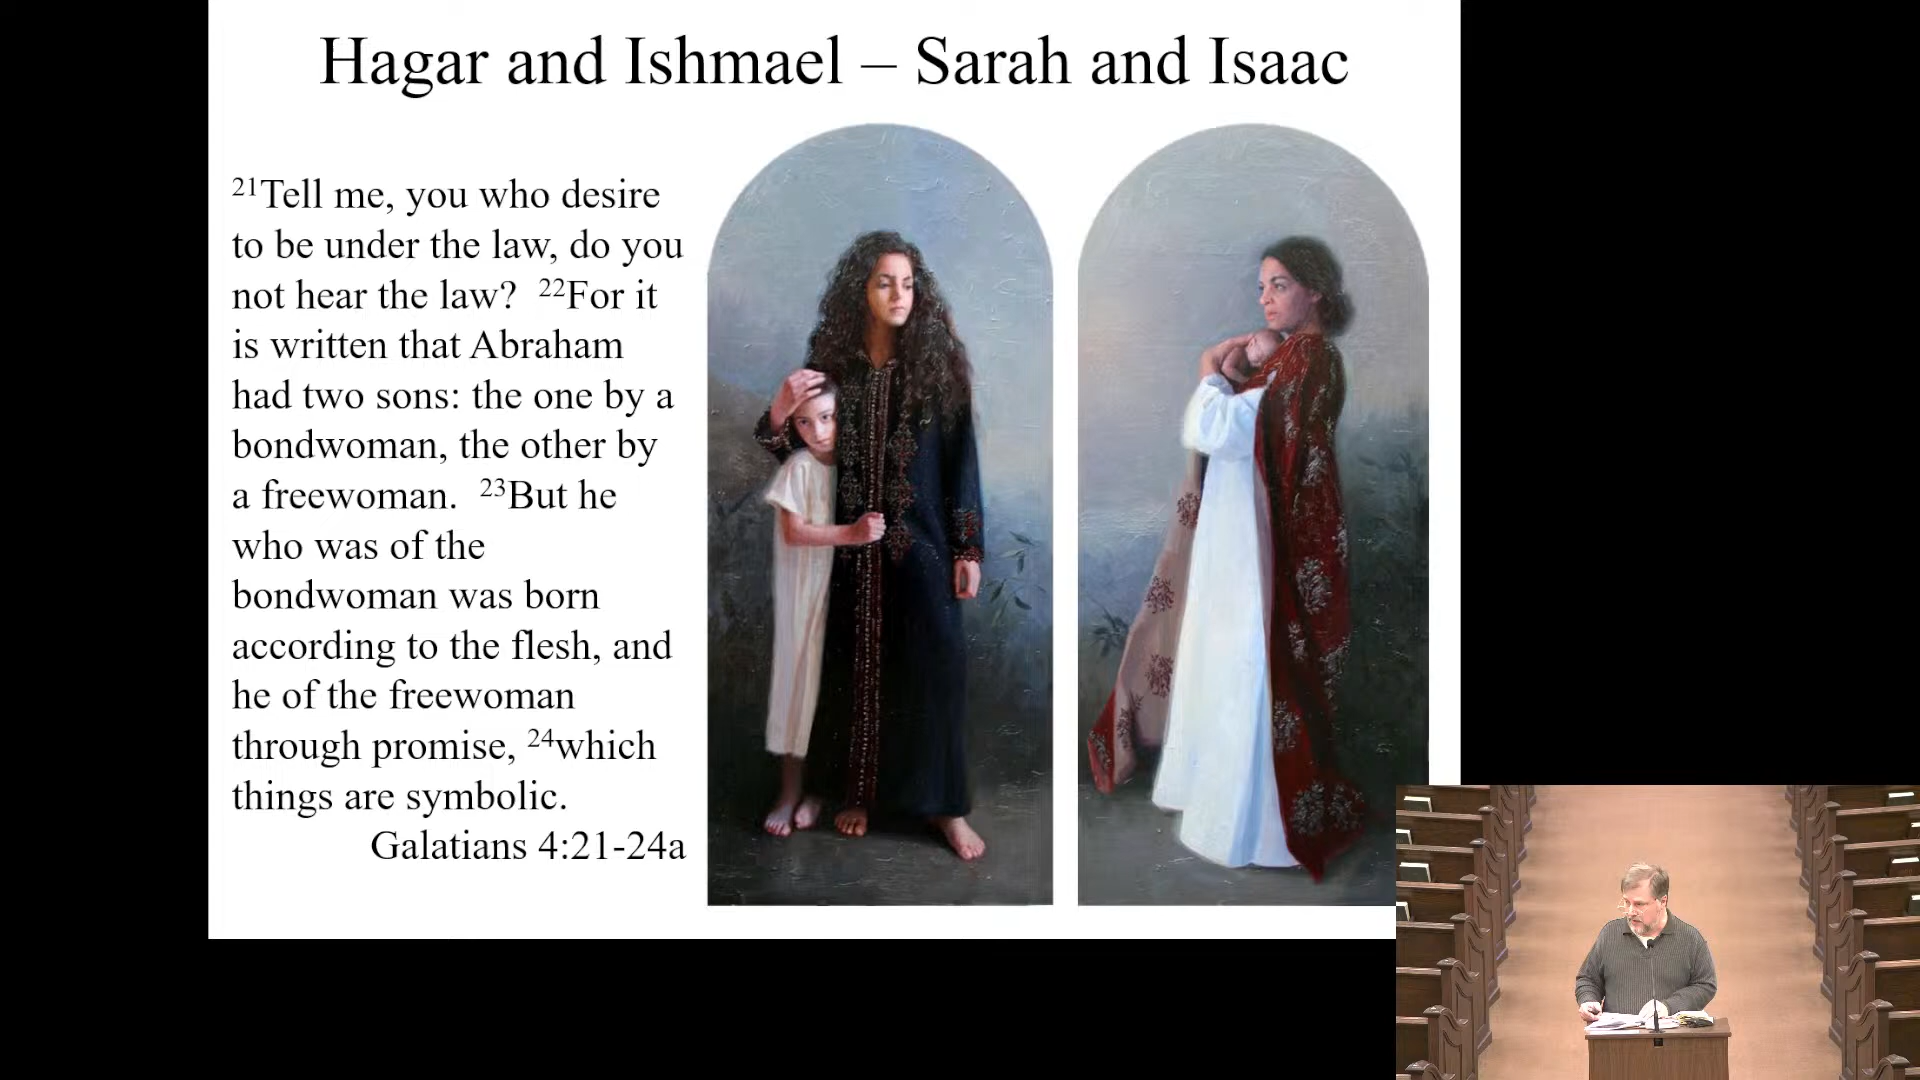 Hagar and Ishmael – Sarah and Isaac
21Tell me, you who desire
to be under the law, do you
not hear the law? 22For it
is written that Abraham
had two sons: the one by a
bondwoman, the other by
a freewoman. 23But he
who was of the
bondwoman was born
according to the flesh, and
he of the freewoman
through promise, 24which
things are symbolic.
Galatians 4:21-24a